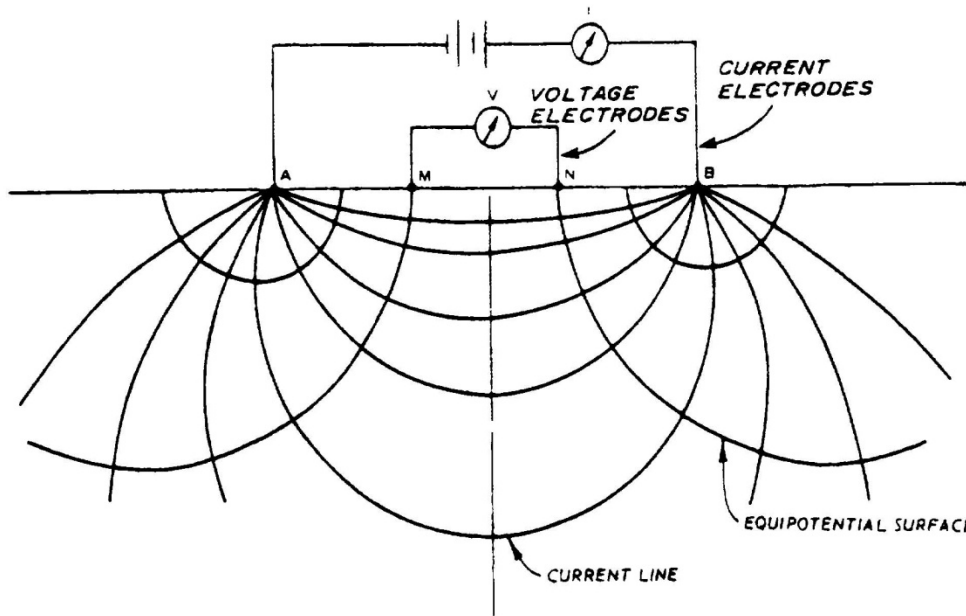 I
V
VOLTAGE
ELECTRODES
CURRENT
ELECTRODES
A
M
N
B
EQUIPOTENTIAL SURFACE
CURRENT LINE